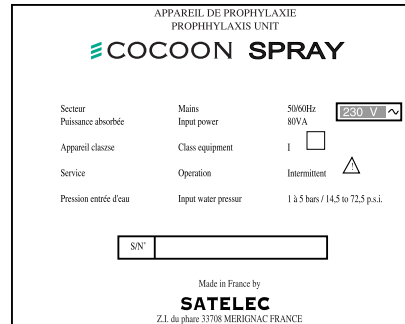 APPAREIL DE PROPHYLAXIE
PROPHHYLAXIS UNIT
COCOON SPRAY
Secteur Mains 50/60Hz 230 V ~
Puissance absorbée Input power 80VA
Appareil claszse Class equipment I
Service Operation Intermittent
Pression entrée d'eau Input water pressur 1 à 5 bars / 14,5 to 72,5 p.s.i.
S/N°
Made in France by
SATELEC
Z.I. du phare 33708 MERIGNAC FRANCE